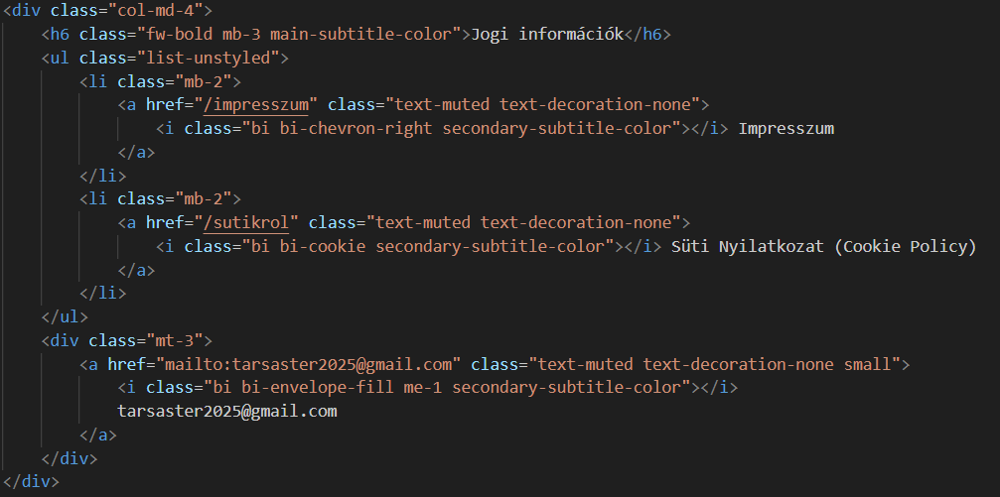 <div class="col-md-4">
    <h6 class="fw-bold mb-3 main-subtitle-color">Jogi információk</h6>
    <ul class="list-unstyled">
        <li class="mb-2">
            <a href="/impresszum" class="text-muted text-decoration-none">
                <i class="bi bi-chevron-right secondary-subtitle-color"></i> Impresszum
            </a>
        </li>
        <li class="mb-2">
            <a href="/sutikrol" class="text-muted text-decoration-none">
                <i class="bi bi-cookie secondary-subtitle-color"></i> Süti Nyilatkozat (Cookie Policy)
            </a>
        </li>
    </ul>
    <div class="mt-3">
        <a href="mailto:tarsaster2025@gmail.com" class="text-muted text-decoration-none small">
            <i class="bi bi-envelope-fill me-1 secondary-subtitle-color"></i>
            tarsaster2025@gmail.com
        </a>
    </div>
</div>